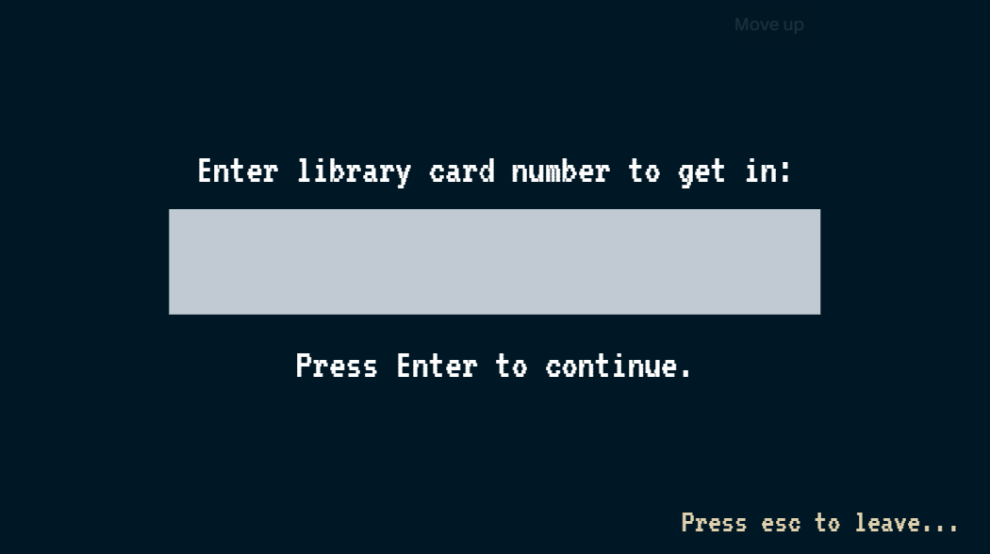 Move up
Enter library card number to get in:
Press Enter to continue.
Press esc to leave...